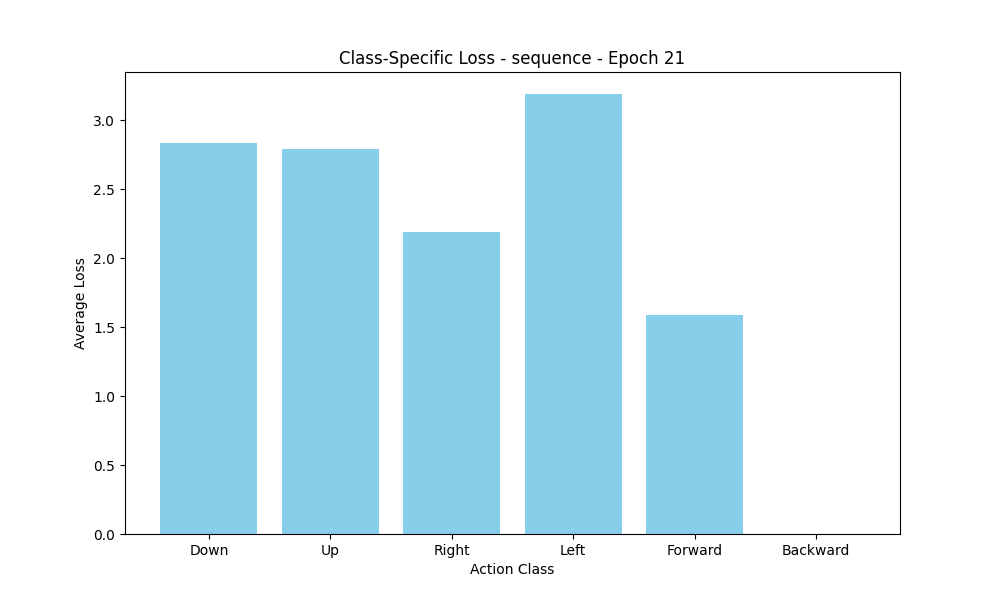 Class-Specific Loss - sequence - Epoch 21
Average Loss
3.0
2.5
2.0
1.5
1.0
0.5
0.0
Down Up Right Left Forward Backward
Action Class